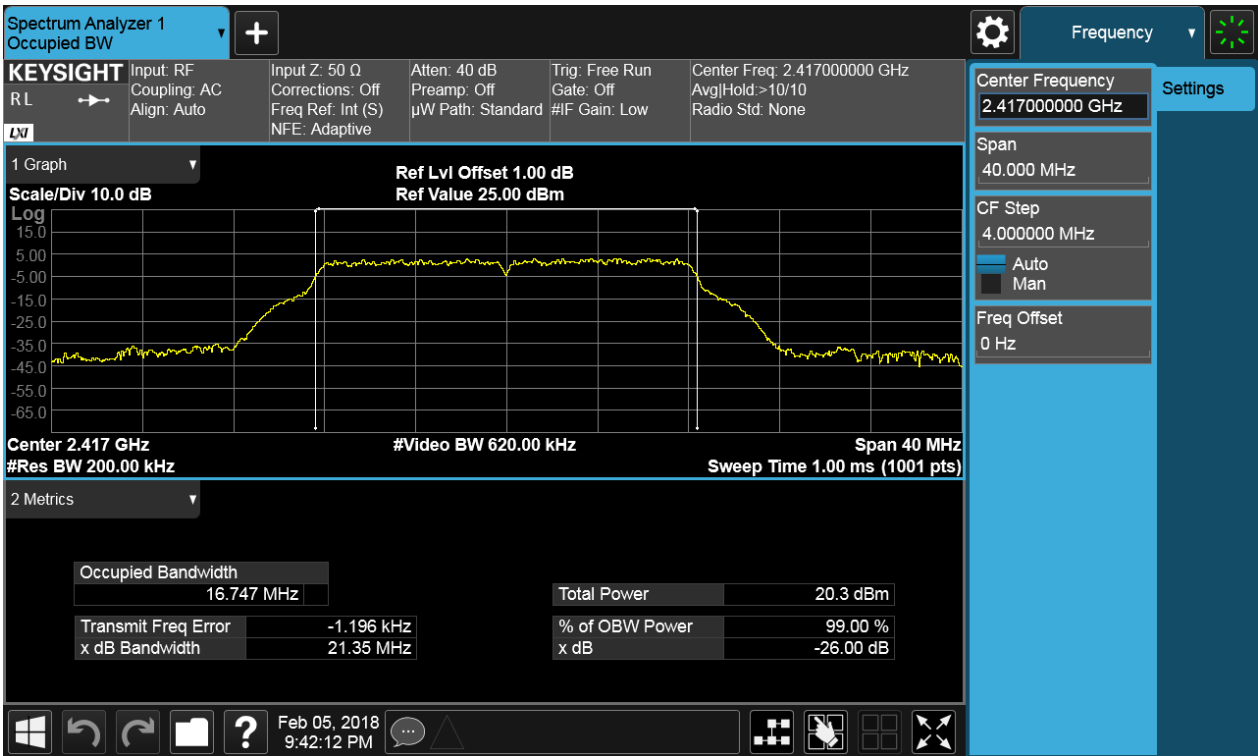 Spectrum Analyzer 1
Occupied BW
+
Frequency
KEYSIGHT
RL
LXI
Input: RF
Coupling: AC
Align: Auto
Input Z: 50 Ω
Corrections: Off
Freq Ref: Int (S)
NFE: Adaptive
Atten: 40 dB
Preamp: Off
µW Path: Standard
Trig: Free Run
Gate: Off
#IF Gain: Low
Center Freq: 2.417000000 GHz
Avg|Hold:>10/10
Radio Std: None
Center Frequency
2.417000000 GHz
Settings
Span
40.000 MHz
CF Step
4.000000 MHz
Auto
Man
Freq Offset
0 Hz
1 Graph
Scale/Div 10.0 dB
Ref Lvl Offset 1.00 dB
Ref Value 25.00 dBm
Log
15.0
5.00
-5.00
-15.0
-25.0
-35.0
-45.0
-55.0
-65.0
Center 2.417 GHz
#Video BW 620.00 kHz
Span 40 MHz
#Res BW 200.00 kHz
Sweep Time 1.00 ms (1001 pts)
2 Metrics
Occupied Bandwidth
16.747 MHz
Total Power 20.3 dBm
Transmit Freq Error -1.196 kHz
% of OBW Power 99.00 %
x dB Bandwidth 21.35 MHz
x dB -26.00 dB
?
Feb 05, 2018
9:42:12 PM